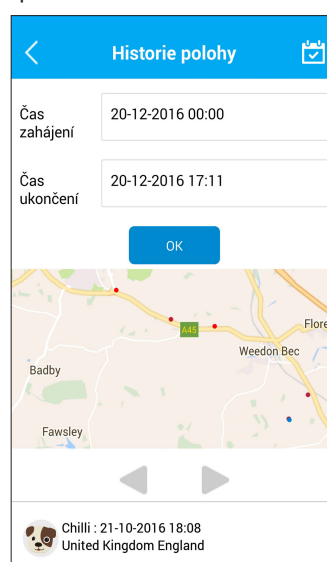 Historie polohy
Čas
zahájení
20-12-2016 00:00
Čas
ukončení
20-12-2016 17:11
OK
A45
Flore
Weedon Bec
Badby
Fawsley
Chilli : 21-10-2016 18:08
United Kingdom England